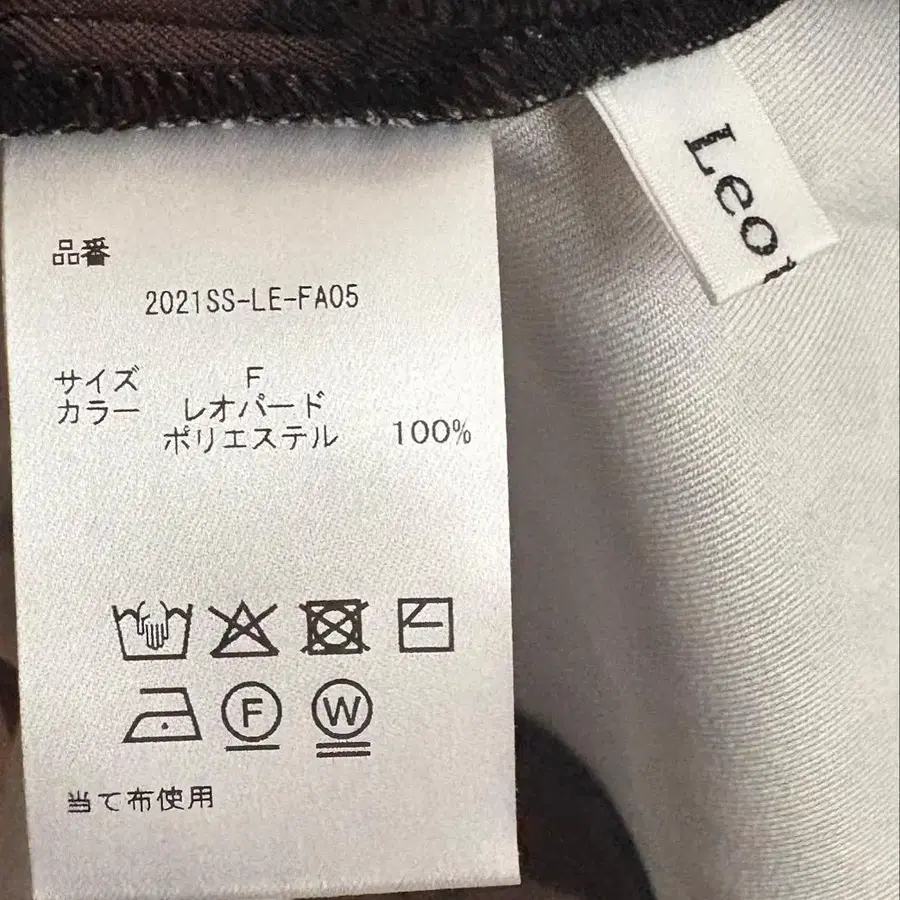 品番
2021SS-LE-FA05
サイズ F
カラー レオパード
ポリエステル 100%
F W
当て布使用